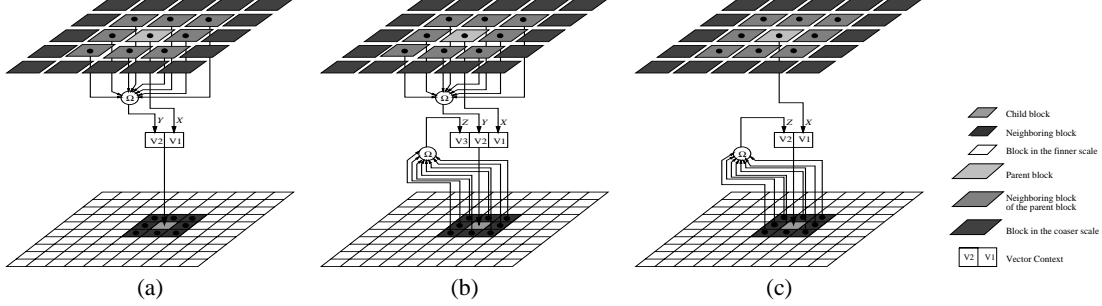 Ω
Y
X
V2 V1
(a)
Ω
Z
Y
X
V3 V2 V1
Ω
(b)
Z
X
V2 V1
Ω
(c)
Child block
Neighboring block
Block in the finner scale
Parent block
Neighboring block
of the parent block
Block in the coaser scale
V2 V1
Vector Context